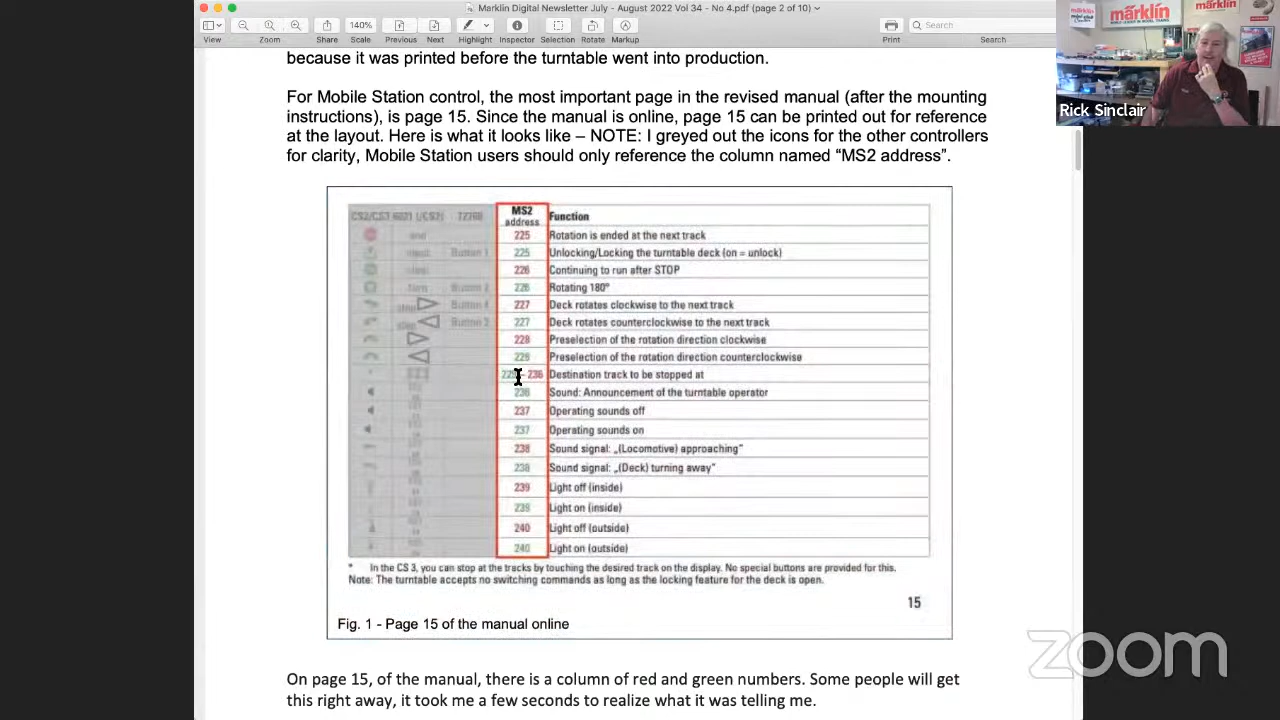 Marklin Digital Newsletter July - August 2022 Vol 34 - No 4.pdf (page 2 of 10)
140%
Search
View Zoom Share Scale Previous Next Highlight Inspector Selection Rotate Markup Print Search
märklin
märklin
Rick Sinclair
because it was printed before the turntable went into production.
For Mobile Station control, the most important page in the revised manual (after the mounting
instructions), is page 15. Since the manual is online, page 15 can be printed out for reference
at the layout. Here is what it looks like – NOTE: I greyed out the icons for the other controllers
for clarity, Mobile Station users should only reference the column named “MS2 address”.
MS2
address Function
225 Rotation is ended at the next track
225 Unlocking/Locking the turntable deck (on = unlock)
226 Continuing to run after STOP
226 Rotating 180°
227 Deck rotates clockwise to the next track
227 Deck rotates counterclockwise to the next track
228 Preselection of the rotation direction clockwise
228 Preselection of the rotation direction counterclockwise
236 Destination track to be stopped at
Sound: Announcement of the turntable operator
237 Operating sounds off
237 Operating sounds on
238 Sound signal: „(Locomotive) approaching“
238 Sound signal: „(Deck) turning away“
239 Light off (inside)
239 Light on (inside)
240 Light off (outside)
240 Light on (outside)
* In the CS 3, you can stop at the tracks by touching the desired track on the display. No special buttons are provided for this.
Note: The turntable accepts no switching commands as long as the locking feature for the deck is open.
15
Fig. 1 - Page 15 of the manual online
On page 15, of the manual, there is a column of red and green numbers. Some people will get
this right away, it took me a few seconds to realize what it was telling me.
zoom